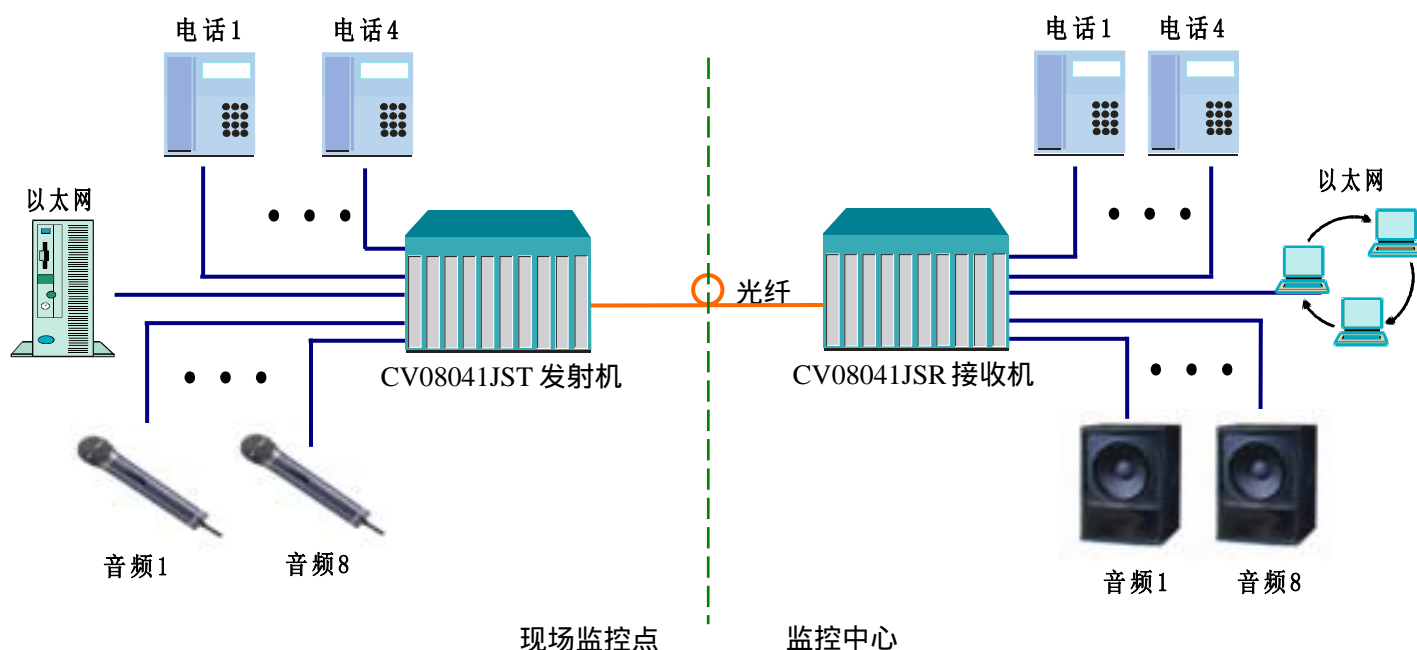 电话1
电话4
电话1
电话4
以太网
以太网
光纤
CV08041JST 发射机
CV08041JSR 接收机
音频1
音频8
音频1
音频8
现场监控点
监控中心